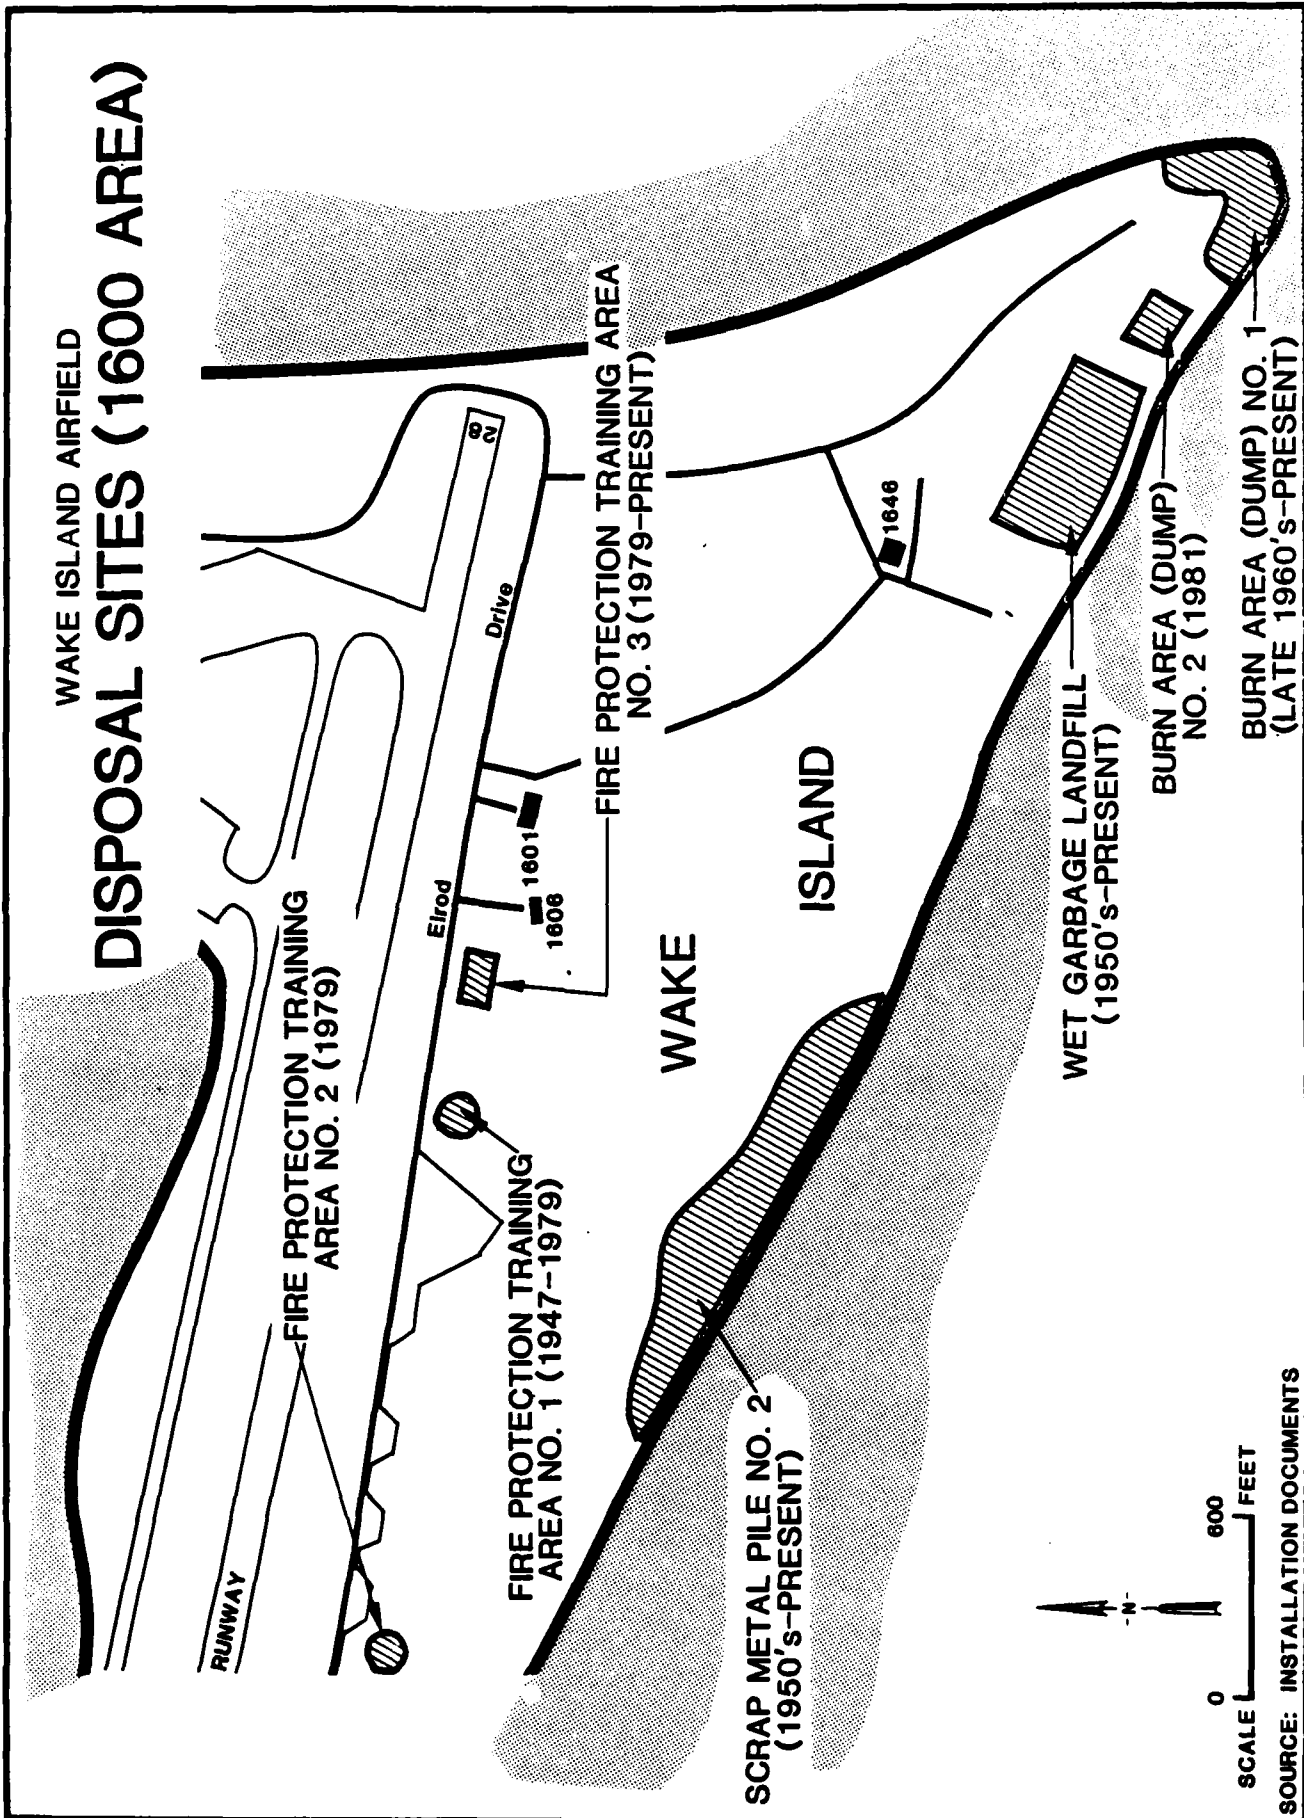 WAKE ISLAND AIRFIELD
DISPOSAL SITES (1600 AREA)
FIRE PROTECTION TRAINING
AREA NO. 2 (1979)
RUNWAY
28
Elrod
Drive
1601
1606
FIRE PROTECTION TRAINING AREA
NO. 3 (1979-PRESENT)
FIRE PROTECTION TRAINING
AREA NO. 1 (1947-1979)
WAKE
ISLAND
1646
SCRAP METAL PILE NO. 2
(1950's-PRESENT)
WET GARBAGE LANDFILL
(1950's-PRESENT)
BURN AREA (DUMP)
NO. 2 (1981)
BURN AREA (DUMP) NO. 1
(LATE 1960's-PRESENT)
-N-
0 600
SCALE FEET
SOURCE: INSTALLATION DOCUMENTS